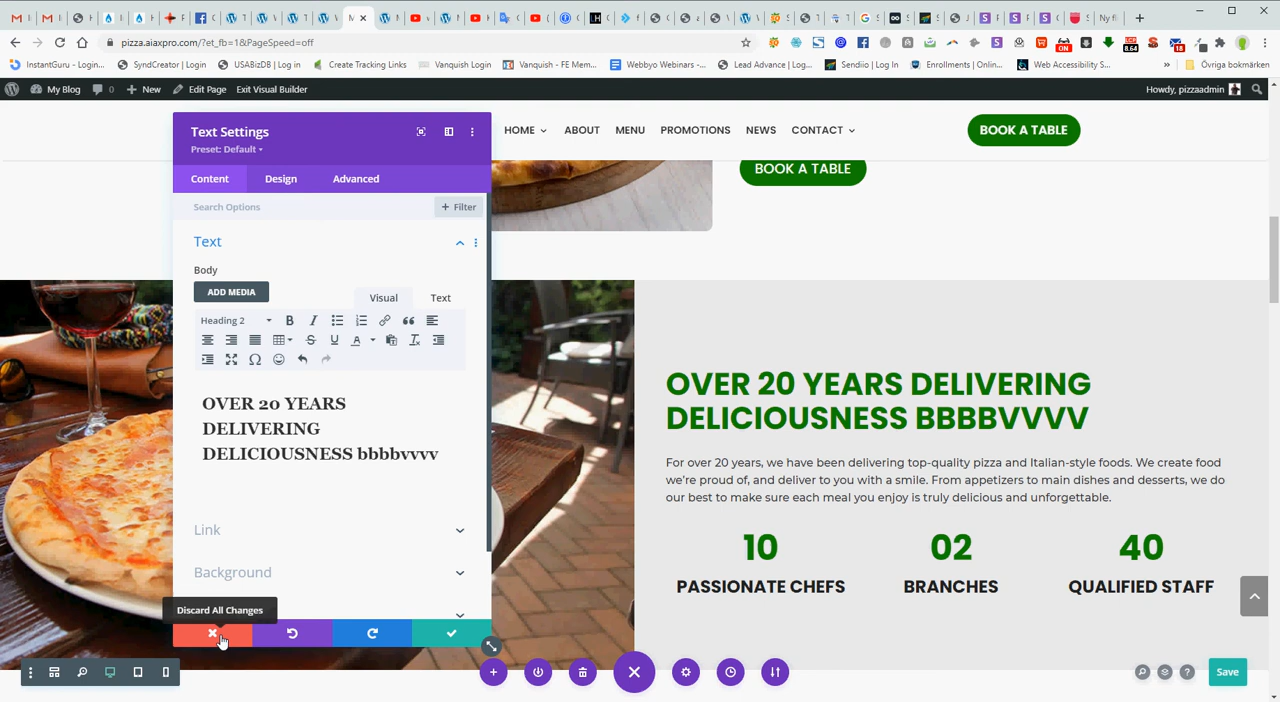 pizza.aiaxpro.com/?et_fb=1&PageSpeed=off
InstantGuru - Login...
SyndCreator | Login
USABizDB | Log in
Create Tracking Links
Vanquish Login
Vanquish - FE Mem...
Webbyo Webinars -...
Lead Advance | Log...
Sendiio | Log In
Enrollments | Onlin...
Web Accessibility S...
»
Övriga bokmärken
My Blog
0
New
Edit Page
Exit Visual Builder
Howdy, pizzaadmin
HOME
ABOUT
MENU
PROMOTIONS
NEWS
CONTACT
BOOK A TABLE
BOOK A TABLE
Text Settings
Preset: Default
Content
Design
Advanced
Search Options
+ Filter
Text
Body
ADD MEDIA
Visual
Text
Heading 2
OVER 20 YEARS
DELIVERING
DELICIOUSNESS bbbbvvvv
Link
Background
Discard All Changes
OVER 20 YEARS DELIVERING
DELICIOUSNESS BBBBVVVV
For over 20 years, we have been delivering top-quality pizza and Italian-style foods. We create food
we're proud of, and deliver to you with a smile. From appetizers to main dishes and desserts, we do
our best to make sure each meal you enjoy is truly delicious and unforgettable.
10
02
40
PASSIONATE CHEFS
BRANCHES
QUALIFIED STAFF
Save